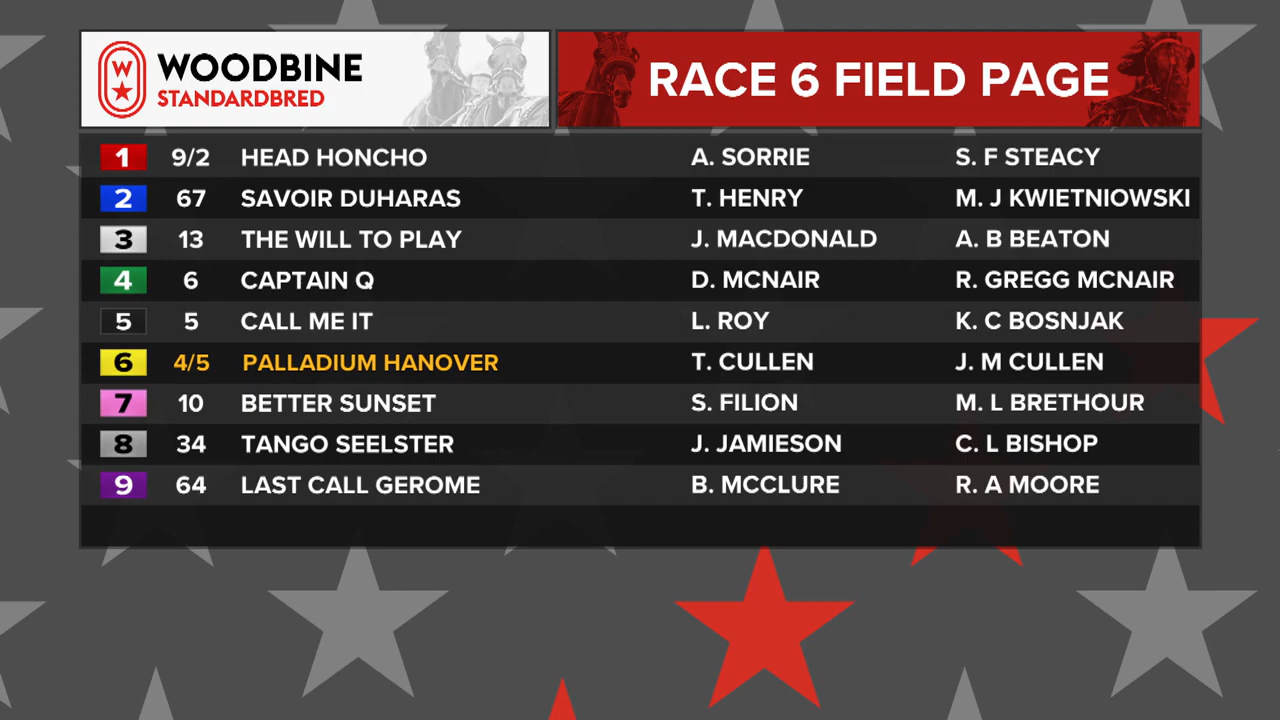 W WOODBINE
STANDARDBRED
RACE 6 FIELD PAGE
1 9/2 HEAD HONCHO A. SORRIE S. F STEACY
2 67 SAVOIR DUHARAS T. HENRY M. J KWIETNIOWSKI
3 13 THE WILL TO PLAY J. MACDONALD A. B BEATON
4 6 CAPTAIN Q D. MCNAIR R. GREGG MCNAIR
5 5 CALL ME IT L. ROY K. C BOSNJAK
6 4/5 PALLADIUM HANOVER T. CULLEN J. M CULLEN
7 10 BETTER SUNSET S. FILION M. L BRETHOUR
8 34 TANGO SEELSTER J. JAMIESON C. L BISHOP
9 64 LAST CALL GEROME B. MCCLURE R. A MOORE